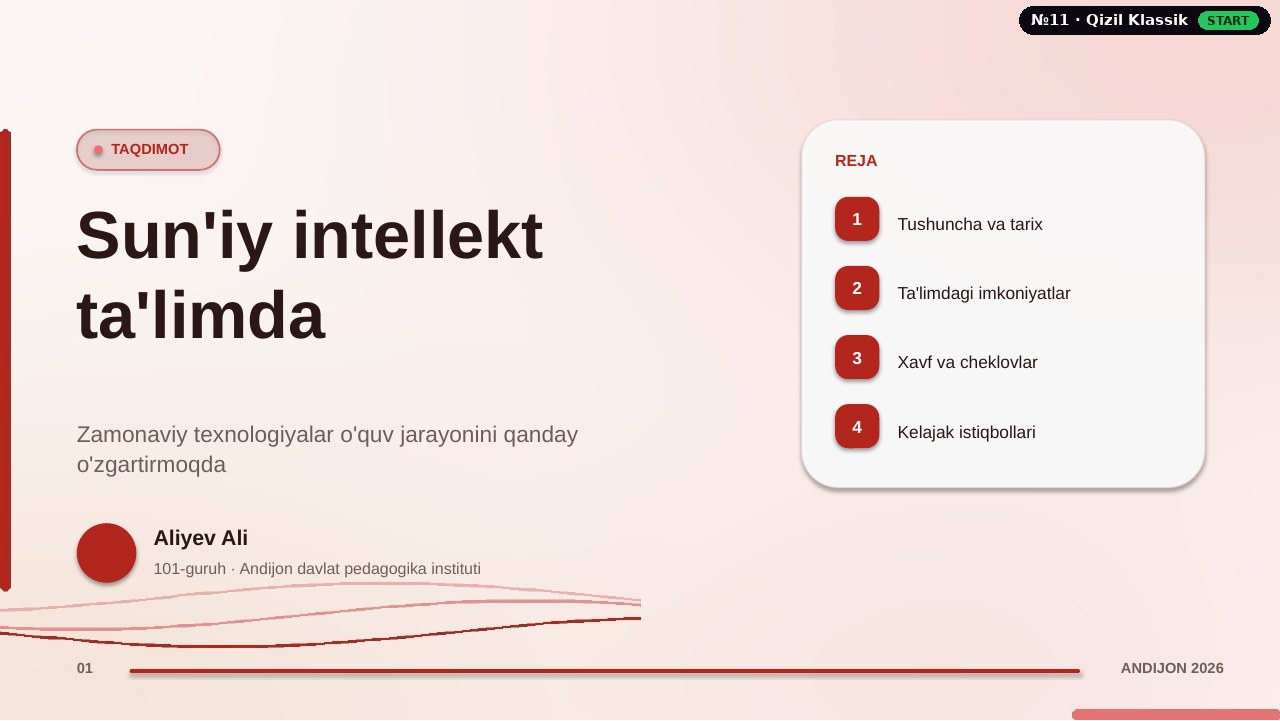 №11 · Qizil Klassik START
TAQDIMOT
Sun'iy intellekt
ta'limda
Zamonaviy texnologiyalar o'quv jarayonini qanday
o'zgartirmoqda
Aliyev Ali
101-guruh · Andijon davlat pedagogika instituti
REJA
1 Tushuncha va tarix
2 Ta'limdagi imkoniyatlar
3 Xavf va cheklovlar
4 Kelajak istiqbollari
01
ANDIJON 2026